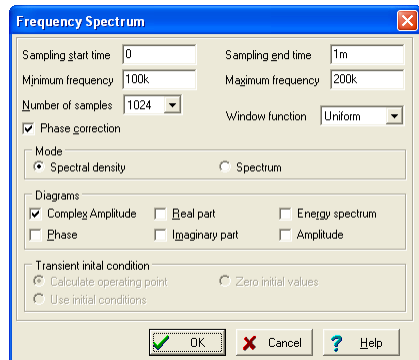 Frequency Spectrum
Sampling start time 0 Sampling end time 1m
Minimum frequency 100k Maximum frequency 200k
Number of samples 1024 Window function Uniform
Phase correction
Mode
Spectral density Spectrum
Diagrams
Complex Amplitude Real part Energy spectrum
Phase Imaginary part Amplitude
Transient inital condition
Calculate operating point Zero initial values
Use initial conditions
OK Cancel ? Help